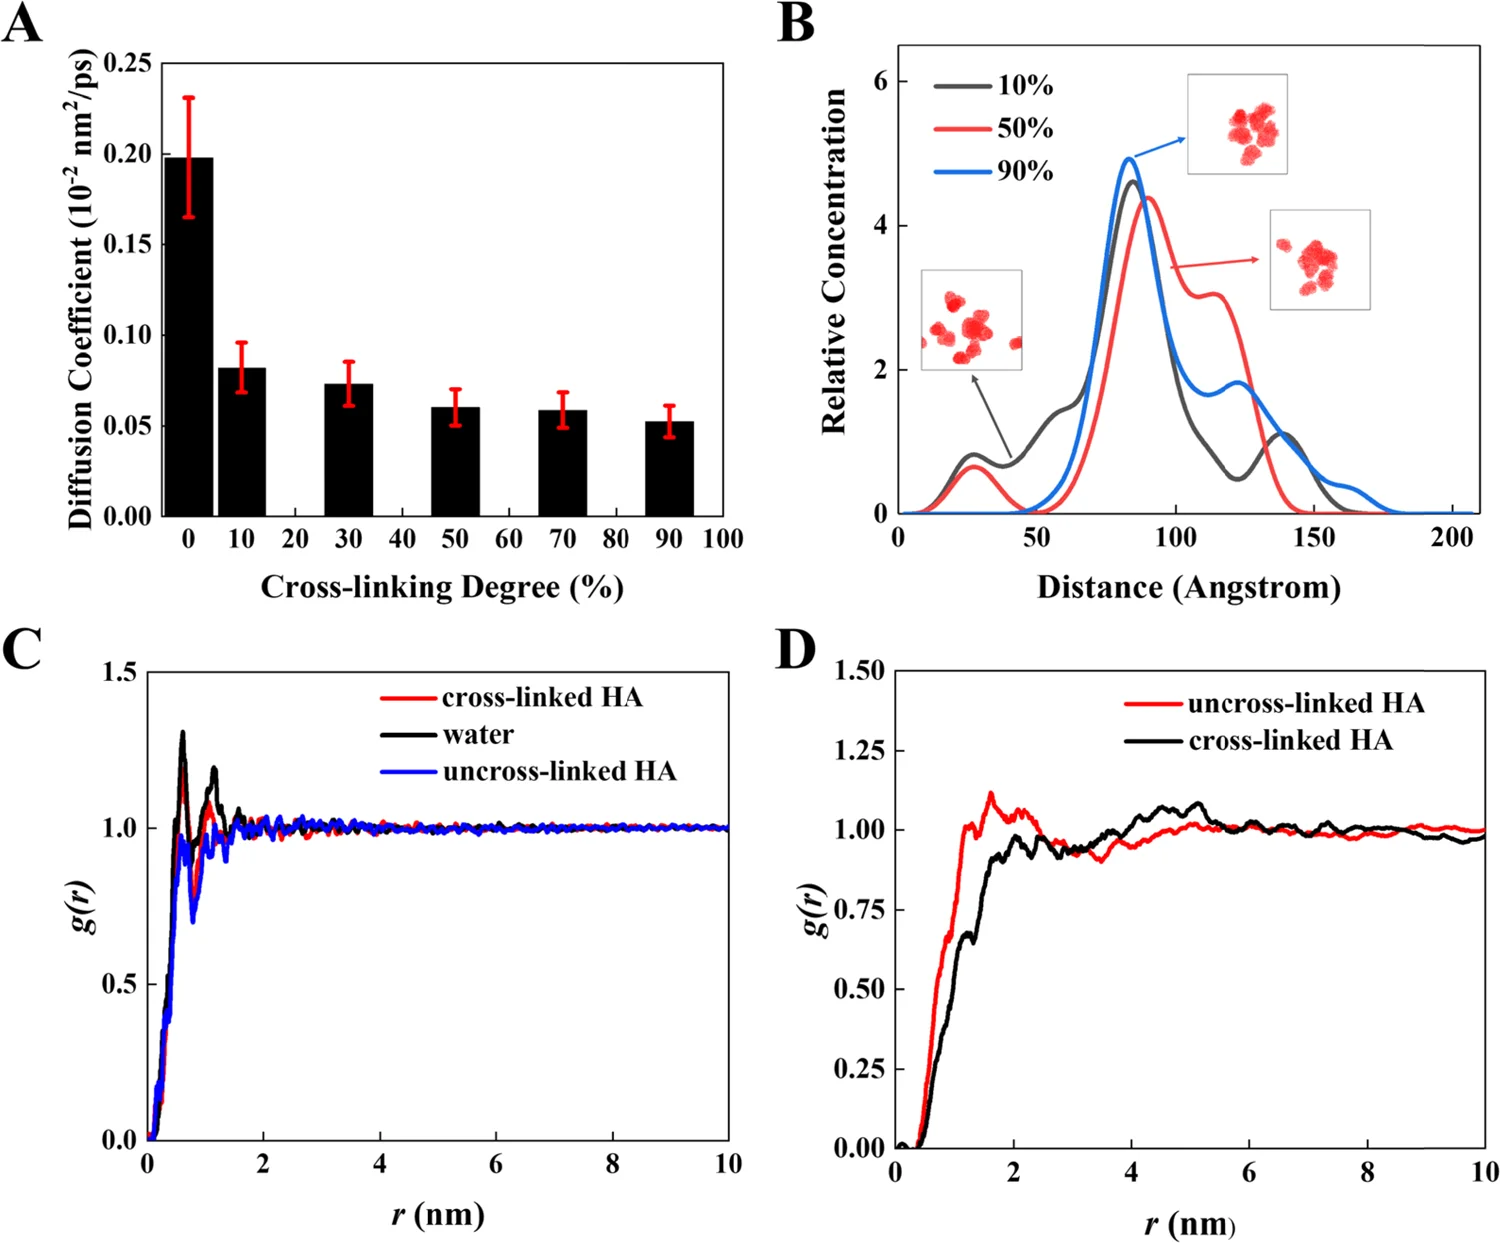 A
Diffusion Coefficient (10⁻² nm²/ps)
0.25
0.20
0.15
0.10
0.05
0.00
0 10 20 30 40 50 60 70 80 90 100
Cross-linking Degree (%)
B
Relative Concentration
6
4
2
0
10%
50%
90%
0 50 100 150 200
Distance (Angstrom)
C
g(r)
1.5
1.0
0.5
0.0
cross-linked HA
water
uncross-linked HA
0 2 4 6 8 10
r (nm)
D
g(r)
1.50
1.25
1.00
0.75
0.50
0.25
0.00
uncross-linked HA
cross-linked HA
0 2 4 6 8 10
r (nm)